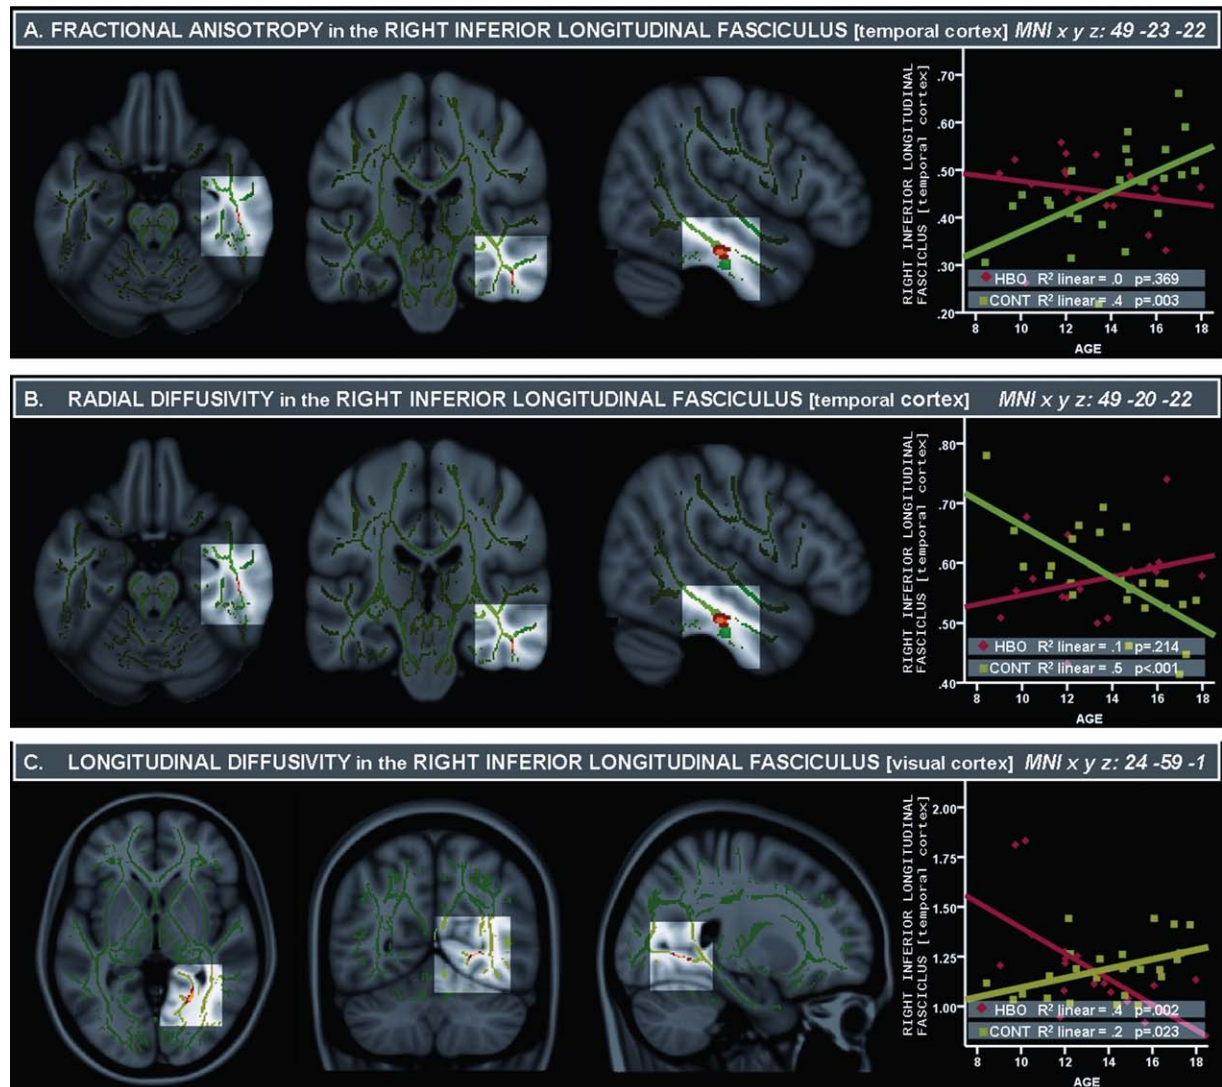 A. FRACTIONAL ANISOTROPY in the RIGHT INFERIOR LONGITUDINAL FASCICULUS [temporal cortex] MNI x y z: 49 -23 -22
RIGHT INFERIOR LONGITUDINAL
FASCICLUS [temporal cortex]
.70
.60
.50
.40
.30
.20
HBO R² linear = .0 p=.369
CONT R² linear = .4 p=.003
8 10 12 14 16 18
AGE
B. RADIAL DIFFUSIVITY in the RIGHT INFERIOR LONGITUDINAL FASCICULUS [temporal cortex] MNI x y z: 49 -20 -22
RIGHT INFERIOR LONGITUDINAL
FASCICLUS [temporal cortex]
.80
.70
.60
.50
.40
HBO R² linear = .1 p=.214
CONT R² linear = .5 p<.001
8 10 12 14 16 18
AGE
C. LONGITUDINAL DIFFUSIVITY in the RIGHT INFERIOR LONGITUDINAL FASCICULUS [visual cortex] MNI x y z: 24 -59 -1
RIGHT INFERIOR LONGITUDINAL
FASCICLUS [temporal cortex]
2.00
1.75
1.50
1.25
1.00
HBO R² linear = .4 p=.002
CONT R² linear = .2 p=.023
8 10 12 14 16 18
AGE